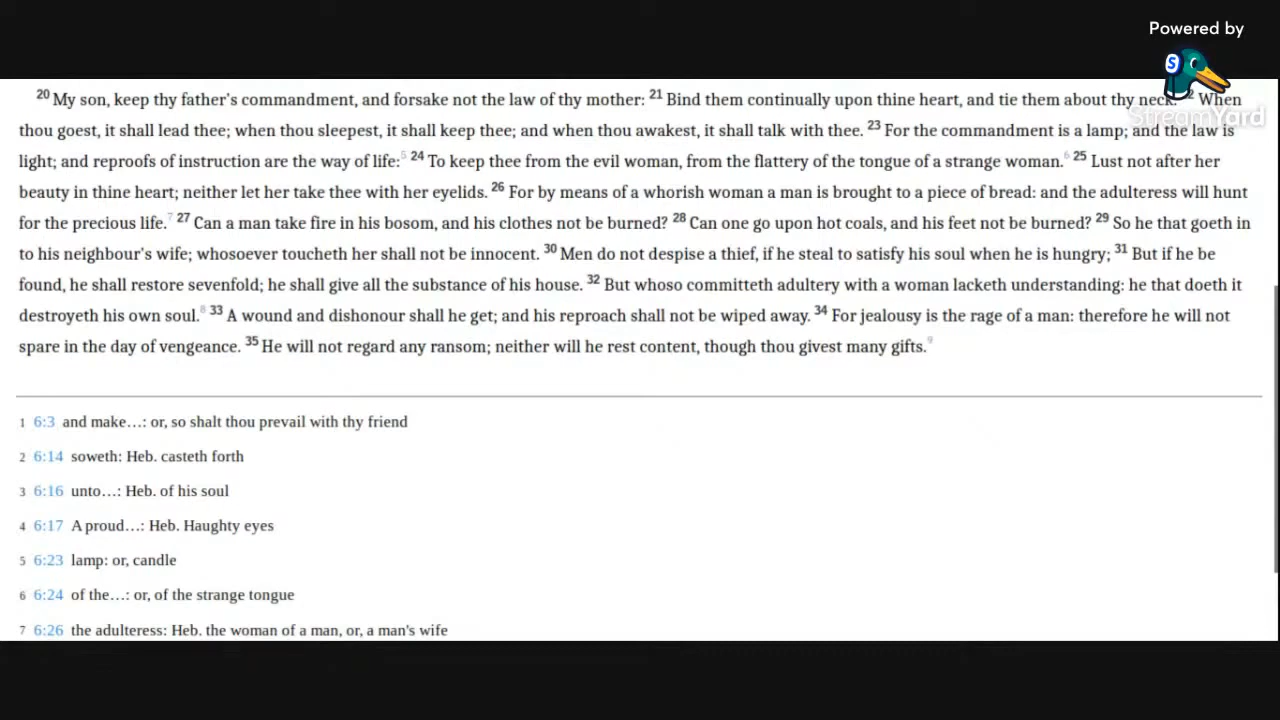 Powered by
S
StreamYard
20 My son, keep thy father's commandment, and forsake not the law of thy mother: 21 Bind them continually upon thine heart, and tie them about thy neck. 2 When
thou goest, it shall lead thee; when thou sleepest, it shall keep thee; and when thou awakest, it shall talk with thee. 23 For the commandment is a lamp; and the law is
light; and reproofs of instruction are the way of life:5 24 To keep thee from the evil woman, from the flattery of the tongue of a strange woman.6 25 Lust not after her
beauty in thine heart; neither let her take thee with her eyelids. 26 For by means of a whorish woman a man is brought to a piece of bread: and the adulteress will hunt
for the precious life.7 27 Can a man take fire in his bosom, and his clothes not be burned? 28 Can one go upon hot coals, and his feet not be burned? 29 So he that goeth in
to his neighbour's wife; whosoever toucheth her shall not be innocent. 30 Men do not despise a thief, if he steal to satisfy his soul when he is hungry; 31 But if he be
found, he shall restore sevenfold; he shall give all the substance of his house. 32 But whoso committeth adultery with a woman lacketh understanding: he that doeth it
destroyeth his own soul.8 33 A wound and dishonour shall he get; and his reproach shall not be wiped away. 34 For jealousy is the rage of a man: therefore he will not
spare in the day of vengeance. 35 He will not regard any ransom; neither will he rest content, though thou givest many gifts.9
1 6:3 and make…: or, so shalt thou prevail with thy friend
2 6:14 soweth: Heb. casteth forth
3 6:16 unto…: Heb. of his soul
4 6:17 A proud…: Heb. Haughty eyes
5 6:23 lamp: or, candle
6 6:24 of the…: or, of the strange tongue
7 6:26 the adulteress: Heb. the woman of a man, or, a man's wife